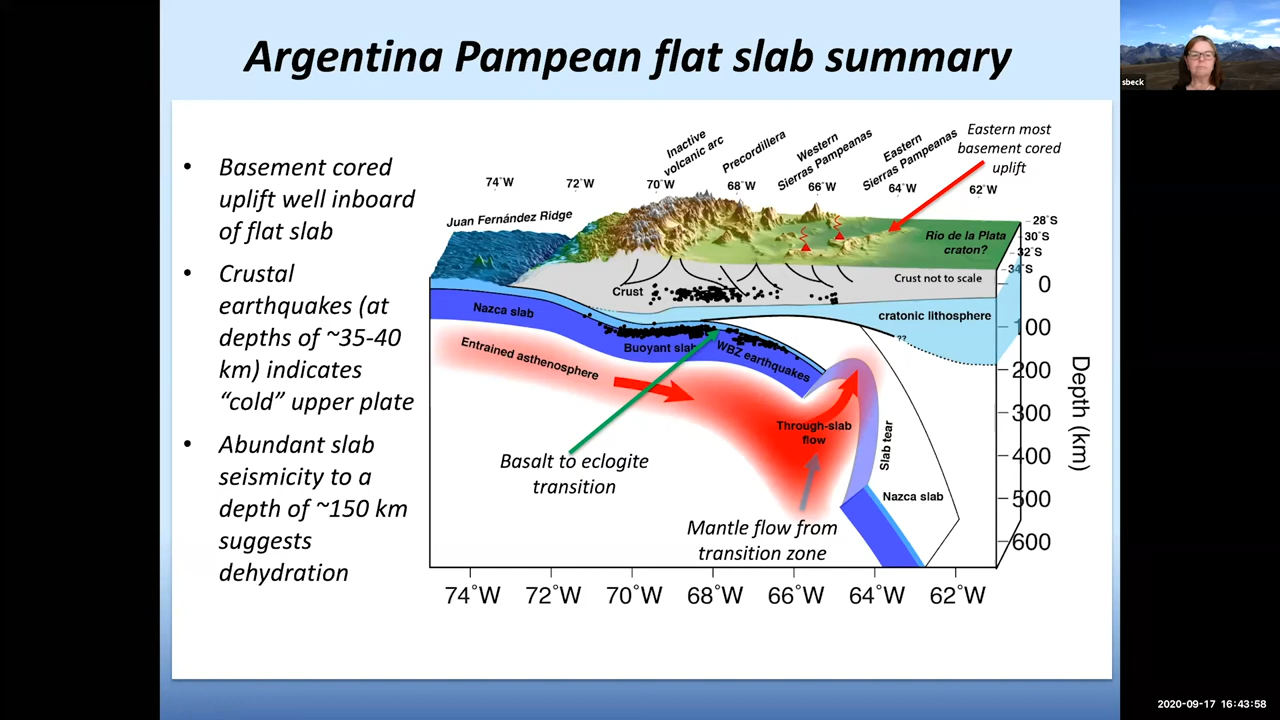 Argentina Pampean flat slab summary
sbeck
• Basement cored
uplift well inboard
of flat slab
• Crustal
earthquakes (at
depths of ~35-40
km) indicates
“cold” upper plate
• Abundant slab
seismicity to a
depth of ~150 km
suggests
dehydration
Inactive
volcanic arc
Precordillera
Western
Sierras Pampeanas
Eastern
Sierras Pampeanas
Eastern most
basement cored
uplift
74°W 72°W 70°W 68°W 66°W 64°W 62°W
Juan Fernández Ridge
Rio de la Plata
craton?
28°S
30°S
32°S
34°S
Crust
Crust not to scale
Nazca slab
cratonic lithosphere
??
Buoyant slab
WBZ earthquakes
Entrained asthenosphere
Through-slab
flow
Slab tear
Nazca slab
Basalt to eclogite
transition
Mantle flow from
transition zone
0
100
200
300
400
500
600
Depth (km)
74°W 72°W 70°W 68°W 66°W 64°W 62°W
2020-09-17 16:43:58